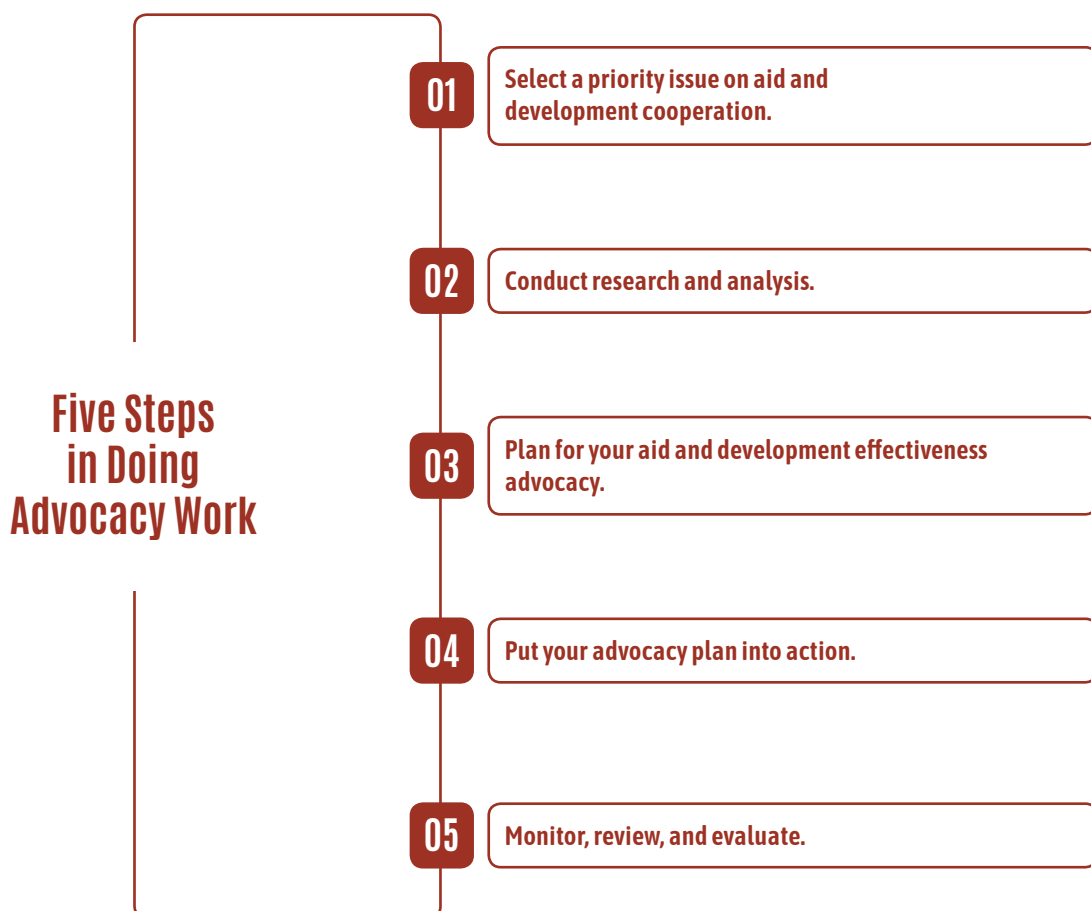 Five Steps
in Doing
Advocacy Work
01
Select a priority issue on aid and
development cooperation.
02
Conduct research and analysis.
03
Plan for your aid and development effectiveness
advocacy.
04
Put your advocacy plan into action.
05
Monitor, review, and evaluate.